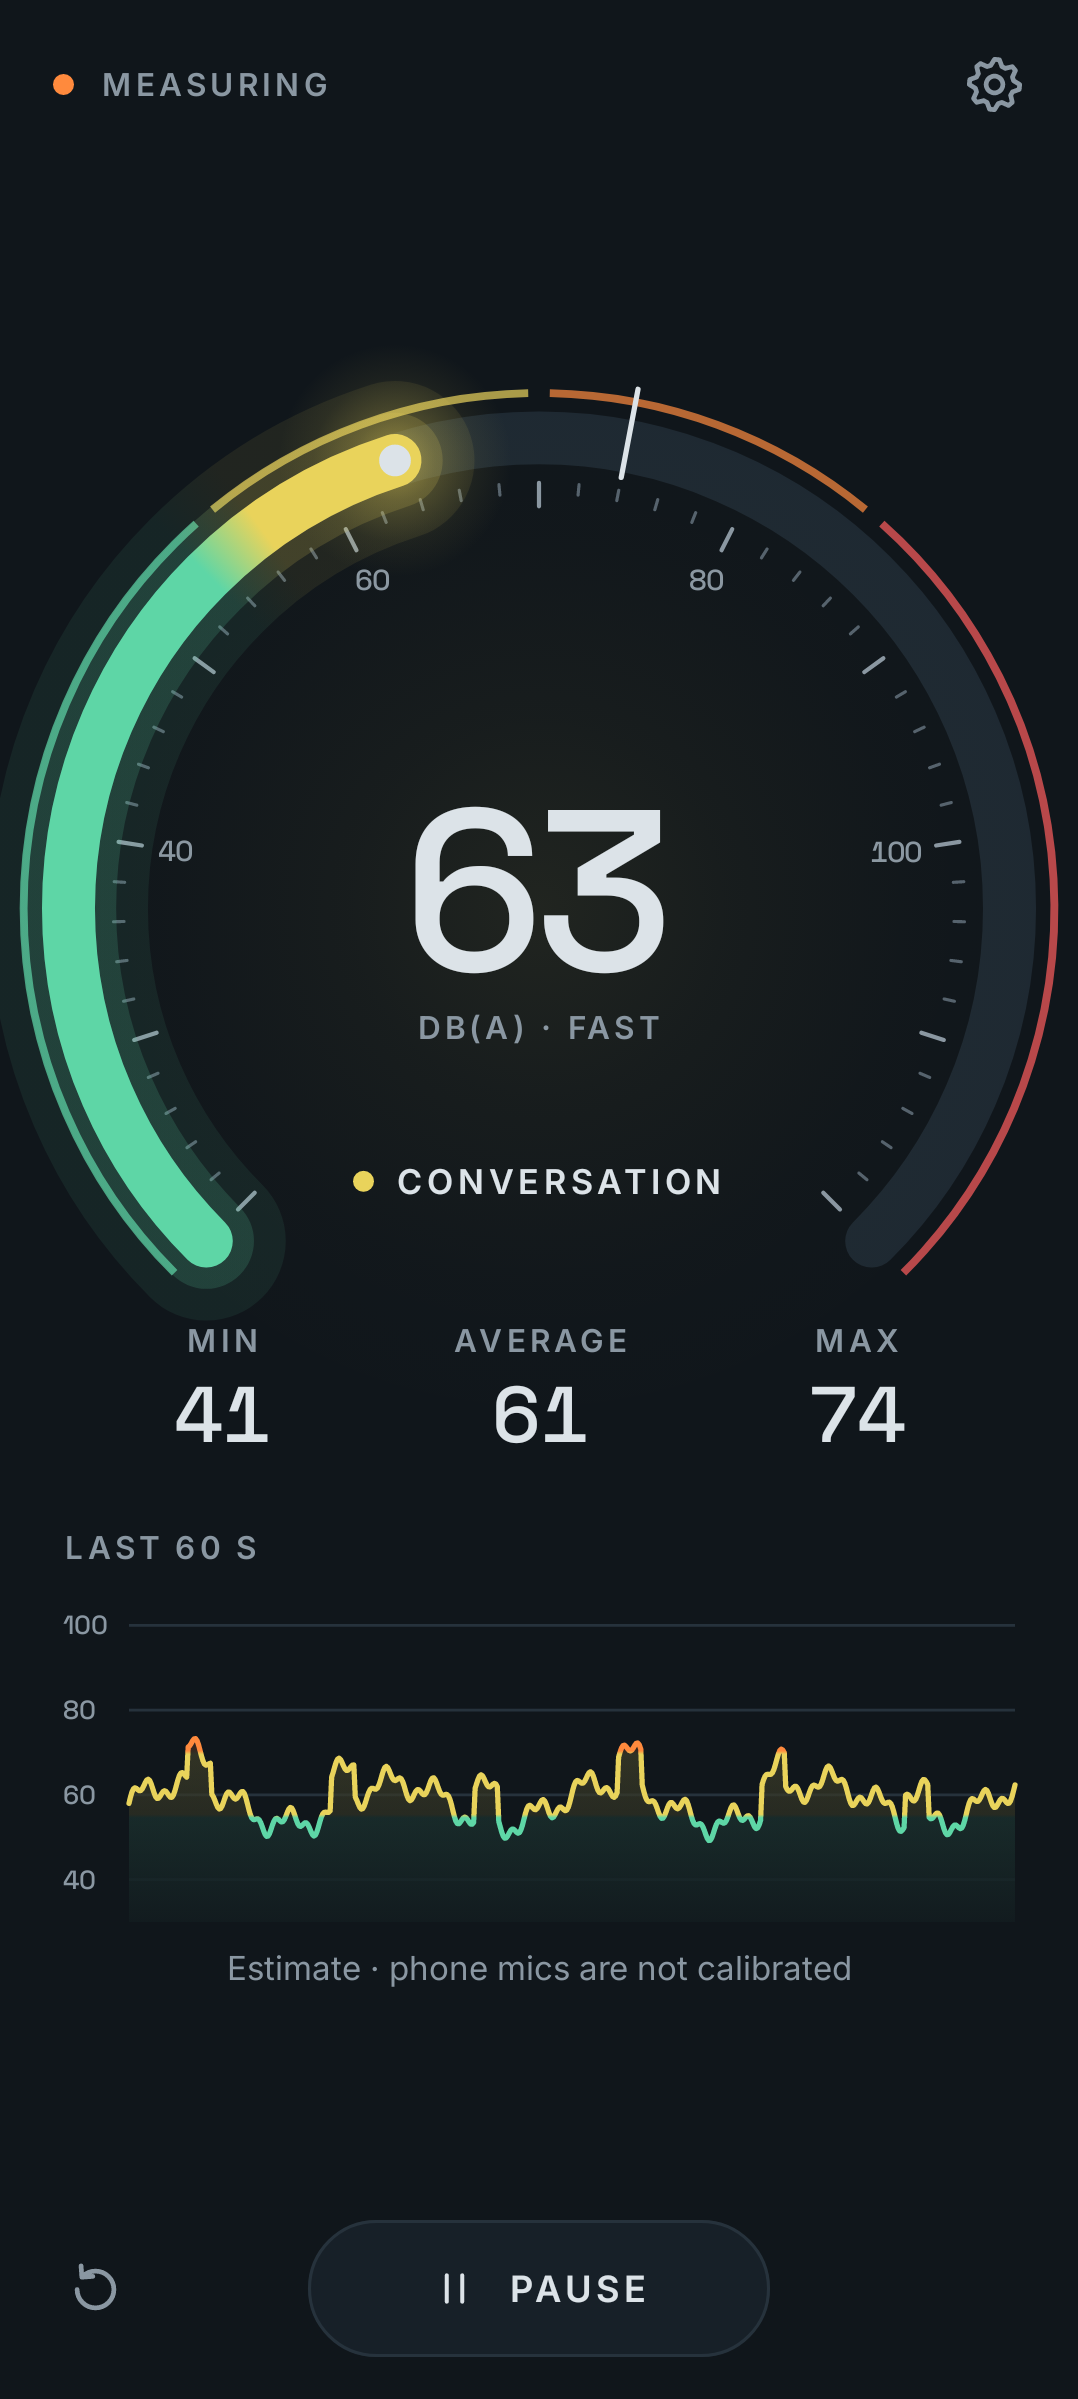 MEASURING
60
80
40
100
63
DB(A) · FAST
CONVERSATION
MIN
AVERAGE
MAX
41
61
74
LAST 60 S
100
80
60
40
Estimate · phone mics are not calibrated
PAUSE